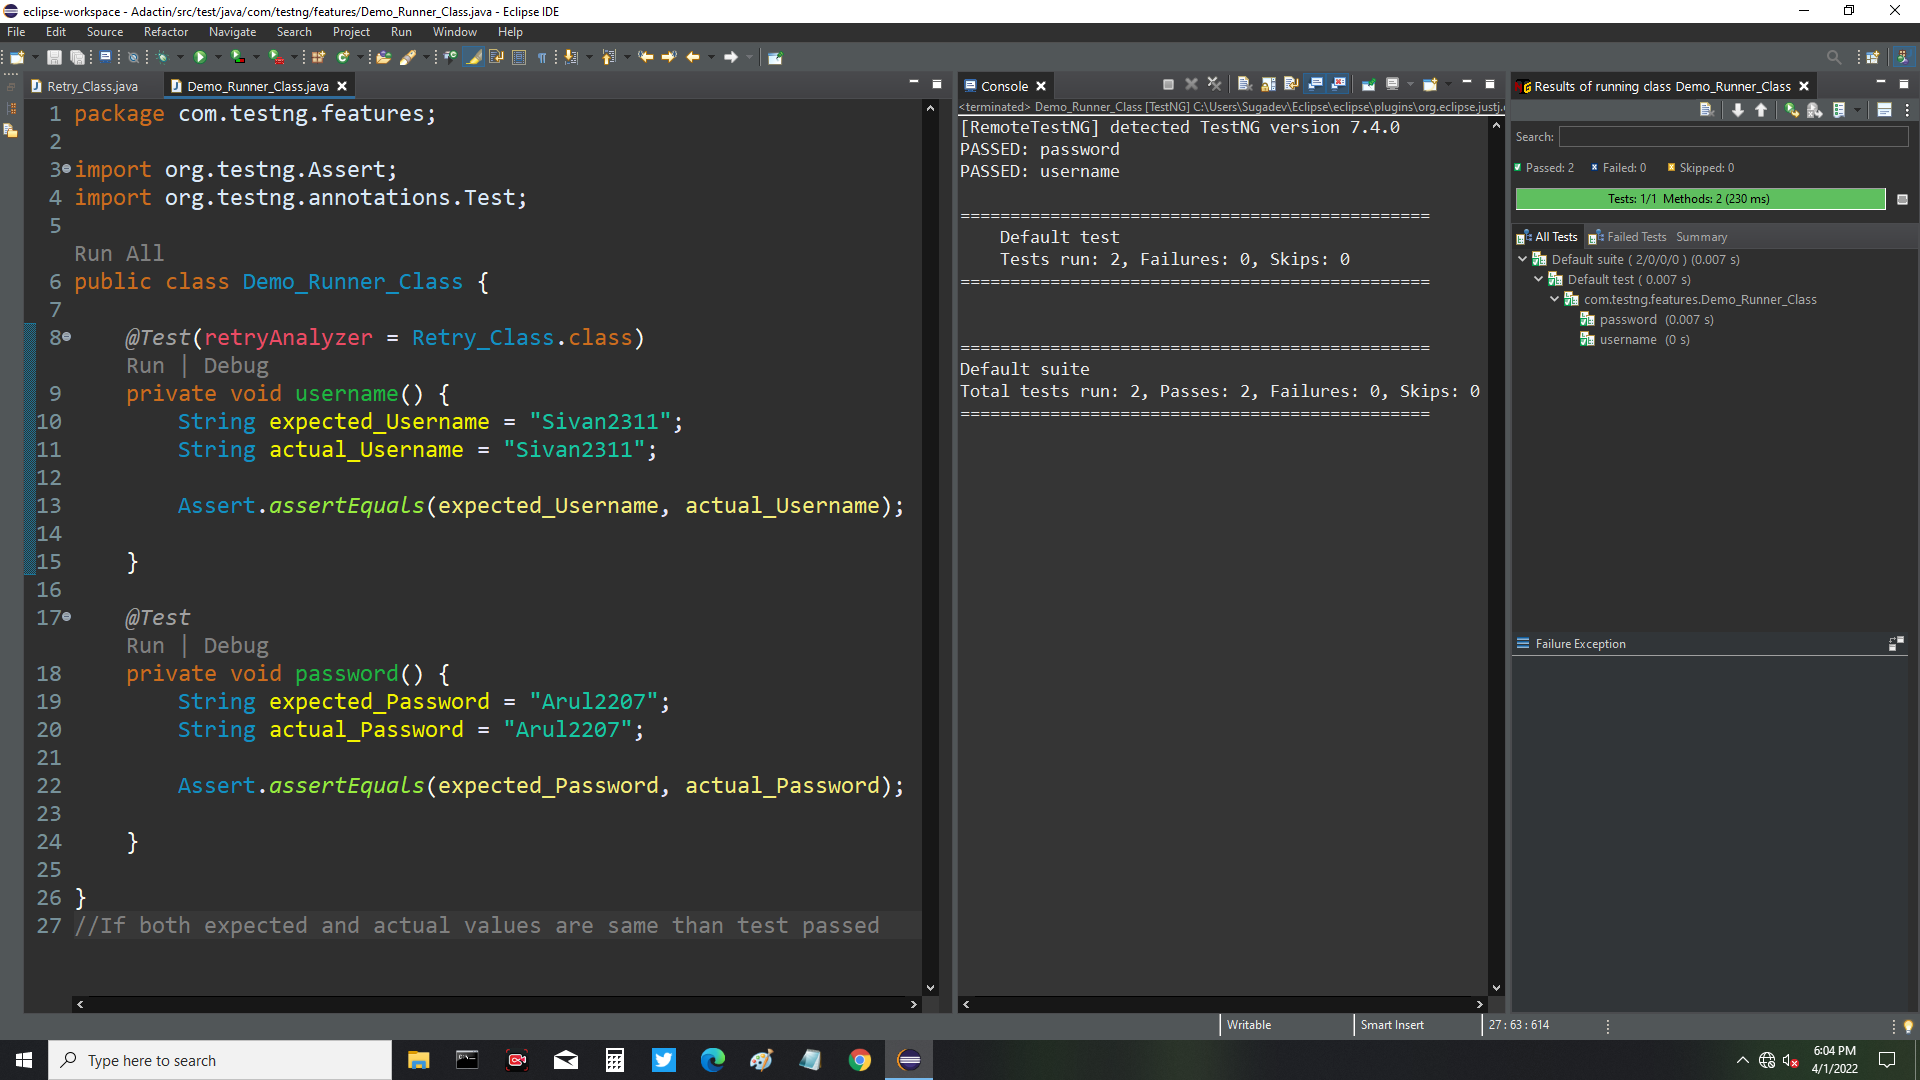 eclipse-workspace - Adactin/src/test/java/com/testng/features/Demo_Runner_Class.java - Eclipse IDE
File Edit Source Refactor Navigate Search Project Run Window Help
Retry_Class.java Demo_Runner_Class.java
1 package com.testng.features;
2
3 import org.testng.Assert;
4 import org.testng.annotations.Test;
5
Run All
6 public class Demo_Runner_Class {
7
8 @Test(retryAnalyzer = Retry_Class.class)
Run | Debug
9 private void username() {
10 String expected_Username = "Sivan2311";
11 String actual_Username = "Sivan2311";
12
13 Assert.assertEquals(expected_Username, actual_Username);
14
15 }
16
17 @Test
Run | Debug
18 private void password() {
19 String expected_Password = "Arul2207";
20 String actual_Password = "Arul2207";
21
22 Assert.assertEquals(expected_Password, actual_Password);
23
24 }
25
26 }
27 //If both expected and actual values are same than test passed
Console
<terminated> Demo_Runner_Class [TestNG] C:\Users\Sugadev\Eclipse\eclipse\plugins\org.eclipse.justj.
[RemoteTestNG] detected TestNG version 7.4.0
PASSED: password
PASSED: username
===============================================
Default test
Tests run: 2, Failures: 0, Skips: 0
===============================================
===============================================
Default suite
Total tests run: 2, Passes: 2, Failures: 0, Skips: 0
===============================================
Results of running class Demo_Runner_Class
Search:
Passed: 2 Failed: 0 Skipped: 0
Tests: 1/1 Methods: 2 (230 ms)
All Tests Failed Tests Summary
Default suite ( 2/0/0/0 ) (0.007 s)
Default test ( 0.007 s)
com.testng.features.Demo_Runner_Class
password (0.007 s)
username (0 s)
Failure Exception
Writable Smart Insert 27 : 63 : 614
Type here to search
6:04 PM
4/1/2022